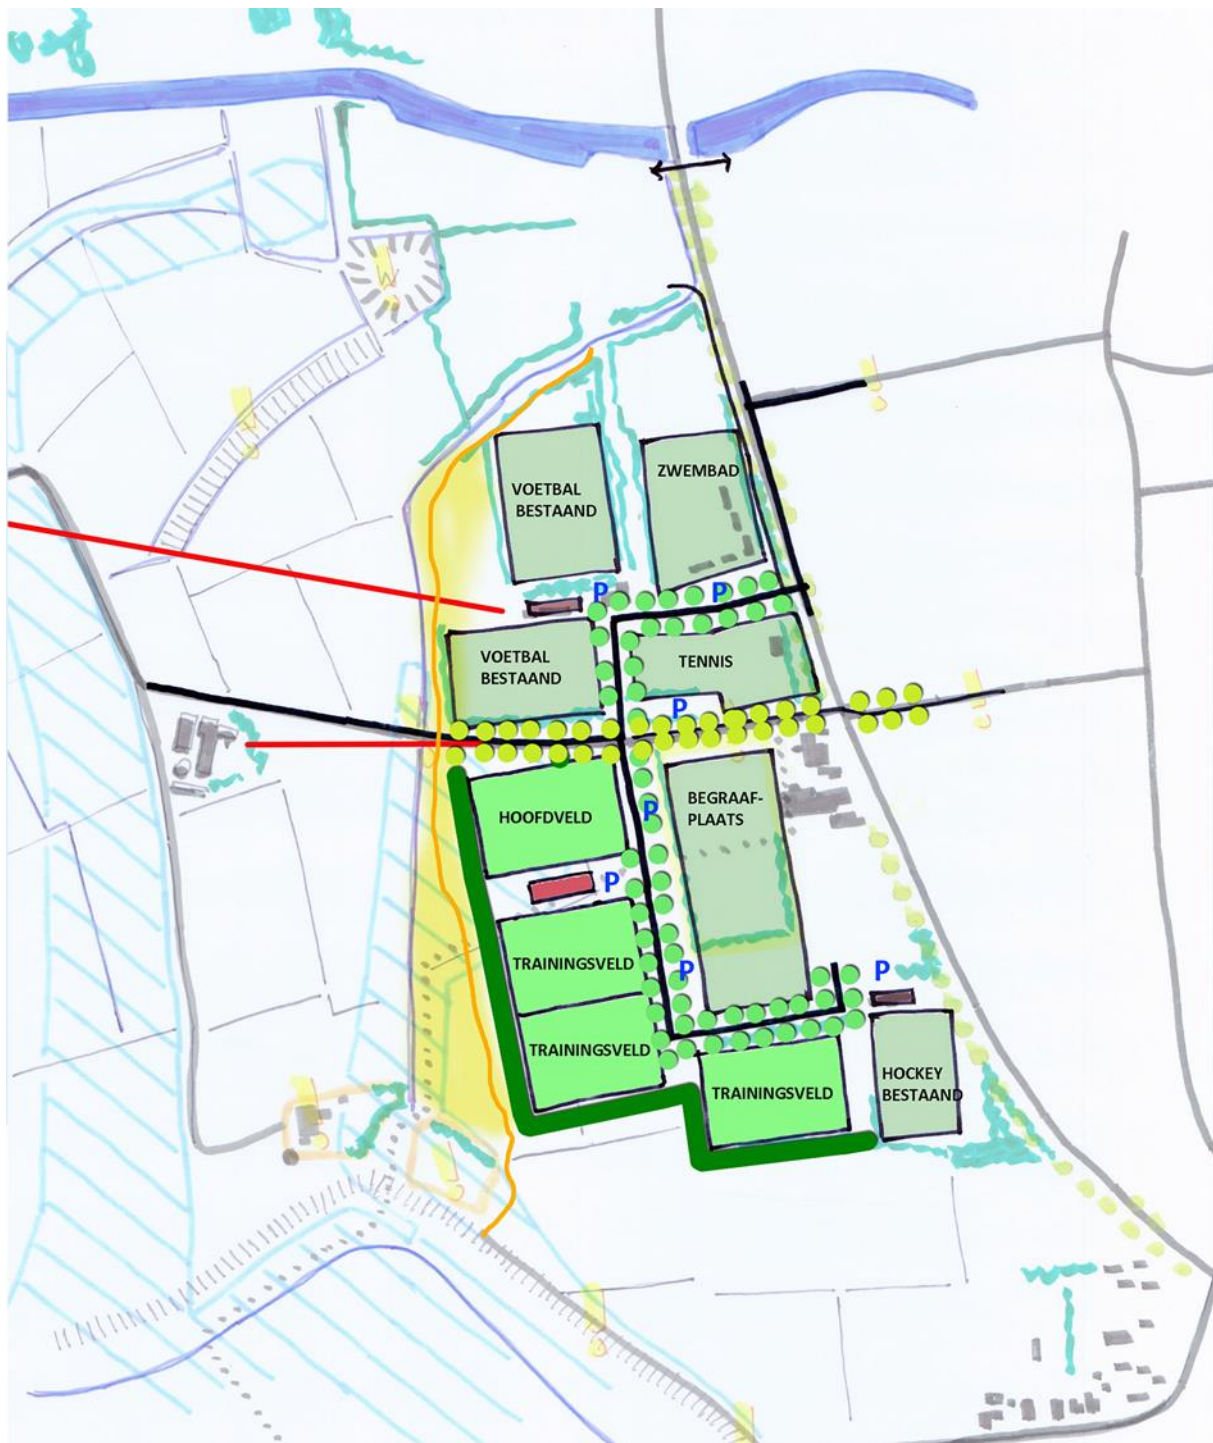 ZWEMBAD
VOETBAL
BESTAAND
P
P
VOETBAL
BESTAAND
TENNIS
P
HOOFDVELD
BEGRAAF-
PLAATS
P
P
TRAININGSVELD
P
P
TRAININGSVELD
TRAININGSVELD
HOCKEY
BESTAAND